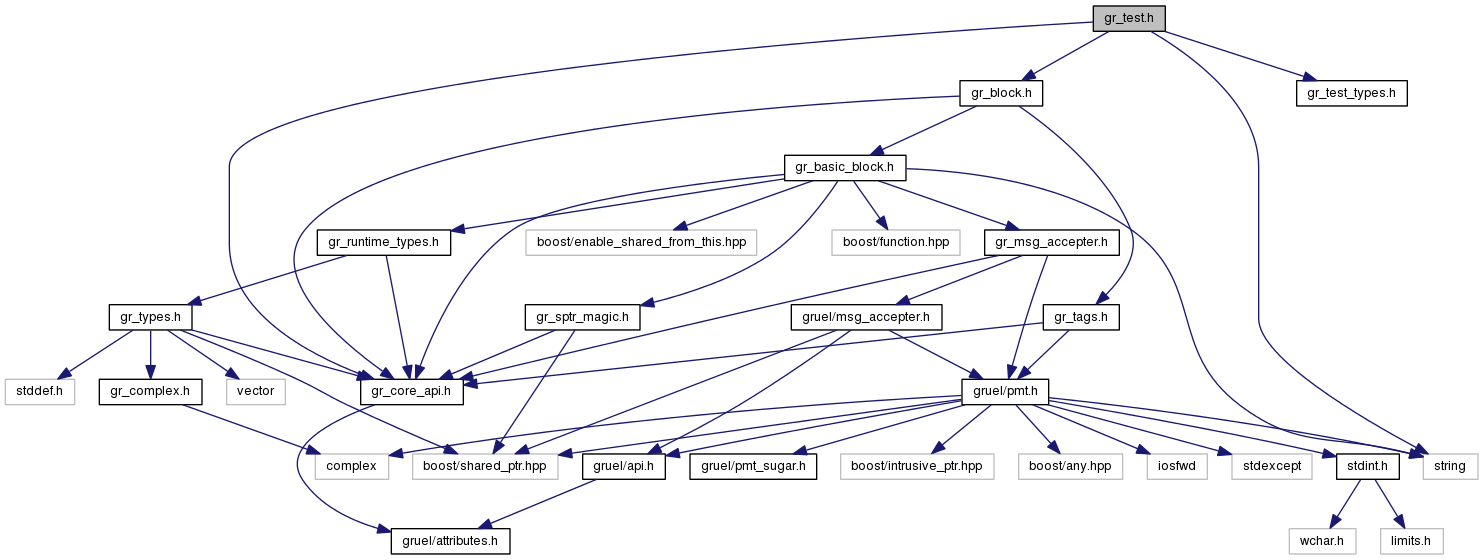 gr_test.h
gr_block.h
gr_test_types.h
gr_basic_block.h
gr_runtime_types.h
boost/enable_shared_from_this.hpp
boost/function.hpp
gr_msg_accepter.h
gr_types.h
gr_sptr_magic.h
gruel/msg_accepter.h
gr_tags.h
stddef.h
gr_complex.h
vector
gr_core_api.h
gruel/pmt.h
complex
boost/shared_ptr.hpp
gruel/api.h
gruel/pmt_sugar.h
boost/intrusive_ptr.hpp
boost/any.hpp
iosfwd
stdexcept
stdint.h
string
gruel/attributes.h
wchar.h
limits.h